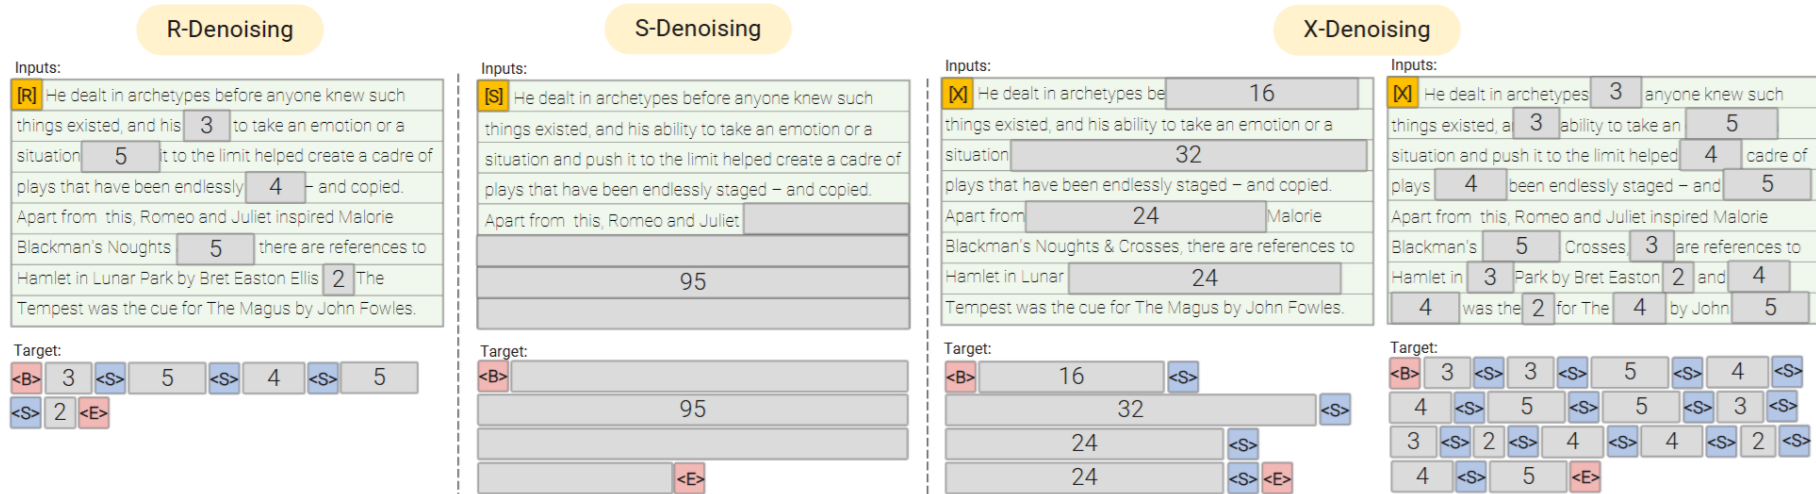 R-Denoising
Inputs:
[R] He dealt in archetypes before anyone knew such
things existed, and his 3 to take an emotion or a
situation 5 it to the limit helped create a cadre of
plays that have been endlessly 4 – and copied.
Apart from this, Romeo and Juliet inspired Malorie
Blackman's Noughts 5 there are references to
Hamlet in Lunar Park by Bret Easton Ellis 2 The
Tempest was the cue for The Magus by John Fowles.
Target:
<B> 3 <S> 5 <S> 4 <S> 5
<S> 2 <E>
S-Denoising
Inputs:
[S] He dealt in archetypes before anyone knew such
things existed, and his ability to take an emotion or a
situation and push it to the limit helped create a cadre of
plays that have been endlessly staged – and copied.
Apart from this, Romeo and Juliet
95
Target:
<B>
95
<E>
X-Denoising
Inputs:
[X] He dealt in archetypes be 16
things existed, and his ability to take an emotion or a
situation 32
plays that have been endlessly staged – and copied.
Apart from 24 Malorie
Blackman's Noughts & Crosses, there are references to
Hamlet in Lunar 24
Tempest was the cue for The Magus by John Fowles.
Target:
<B> 16 <S>
32 <S>
24 <S>
24 <S> <E>
Inputs:
[X] He dealt in archetypes 3 anyone knew such
things existed, a 3 ability to take an 5
situation and push it to the limit helped 4 cadre of
plays 4 been endlessly staged – and 5
Apart from this, Romeo and Juliet inspired Malorie
Blackman's 5 Crosses, 3 are references to
Hamlet in 3 Park by Bret Easton 2 and 4
4 was the 2 for The 4 by John 5
Target:
<B> 3 <S> 3 <S> 5 <S> 4 <S>
4 <S> 5 <S> 5 <S> 3 <S>
3 <S> 2 <S> 4 <S> 4 <S> 2 <S>
4 <S> 5 <E>